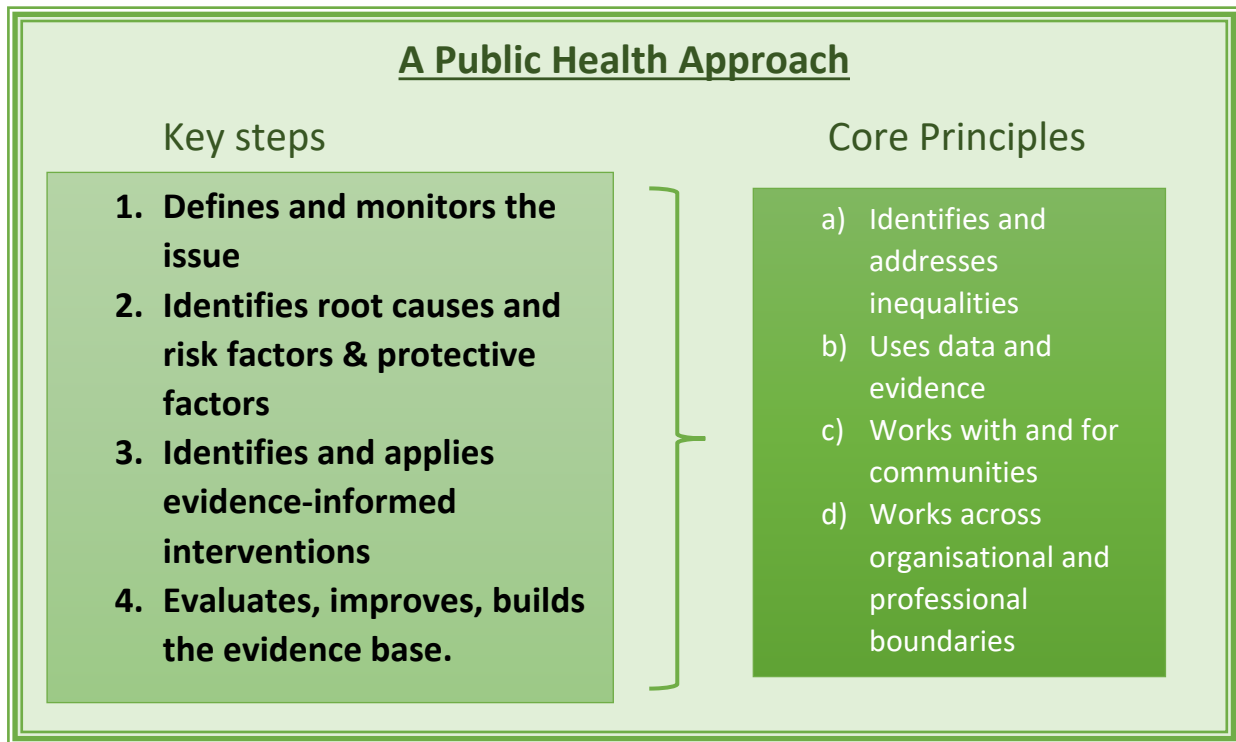 A Public Health Approach
Key steps
1. Defines and monitors the
issue
2. Identifies root causes and
risk factors & protective
factors
3. Identifies and applies
evidence-informed
interventions
4. Evaluates, improves, builds
the evidence base.
Core Principles
a) Identifies and
addresses
inequalities
b) Uses data and
evidence
c) Works with and for
communities
d) Works across
organisational and
professional
boundaries